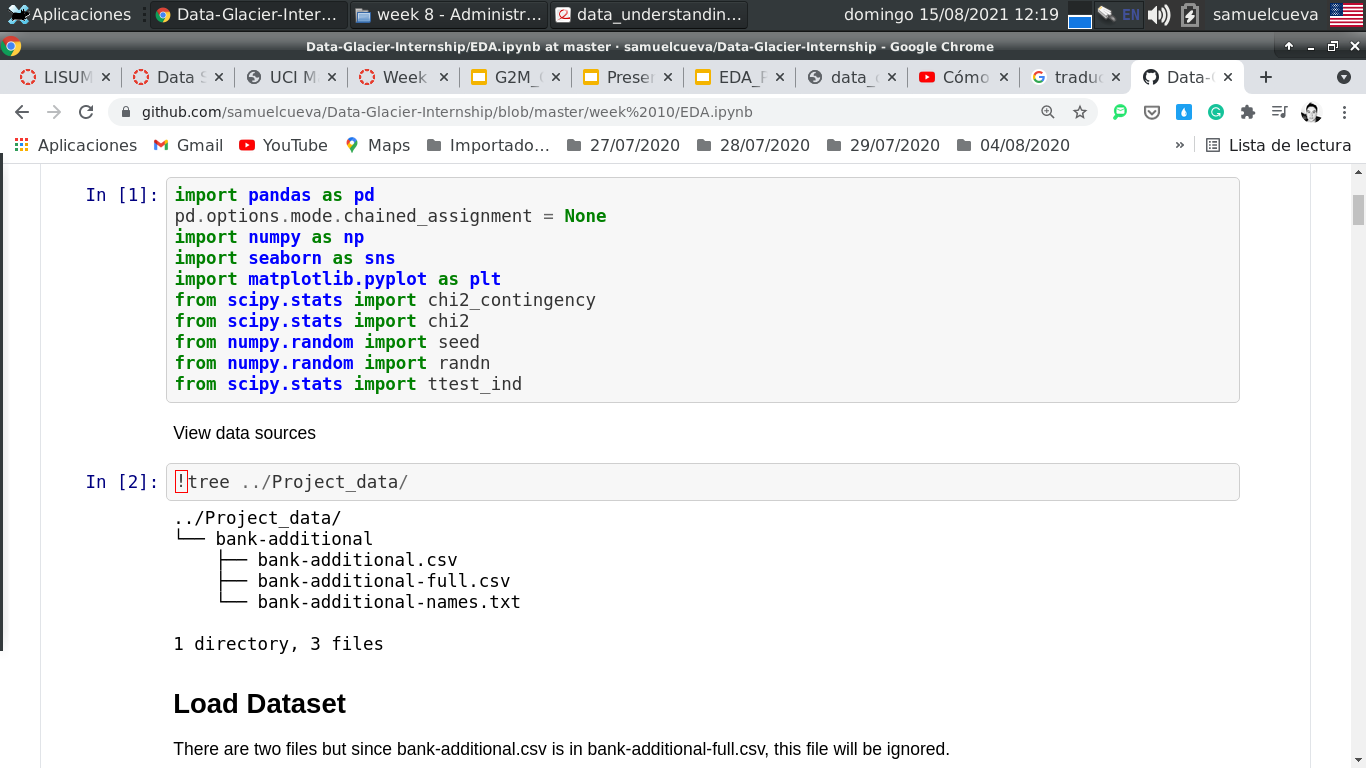 Aplicaciones
Data-Glacier-Inter...
week 8 - Administr...
data_understandin...
domingo 15/08/2021 12:19
EN
samuelcueva
Data-Glacier-Internship/EDA.ipynb at master · samuelcueva/Data-Glacier-Internship - Google Chrome
LISUM
Data S
UCI M
Week
G2M_
Presen
EDA_P
data_
Cómo
traduc
Data-G
github.com/samuelcueva/Data-Glacier-Internship/blob/master/week%2010/EDA.ipynb
Aplicaciones
Gmail
YouTube
Maps
Importado...
27/07/2020
28/07/2020
29/07/2020
04/08/2020
»
Lista de lectura
In [1]:
import pandas as pd
pd.options.mode.chained_assignment = None
import numpy as np
import seaborn as sns
import matplotlib.pyplot as plt
from scipy.stats import chi2_contingency
from scipy.stats import chi2
from numpy.random import seed
from numpy.random import randn
from scipy.stats import ttest_ind
View data sources
In [2]:
!tree ../Project_data/
../Project_data/
└── bank-additional
    ├── bank-additional.csv
    ├── bank-additional-full.csv
    └── bank-additional-names.txt
1 directory, 3 files
Load Dataset
There are two files but since bank-additional.csv is in bank-additional-full.csv, this file will be ignored.